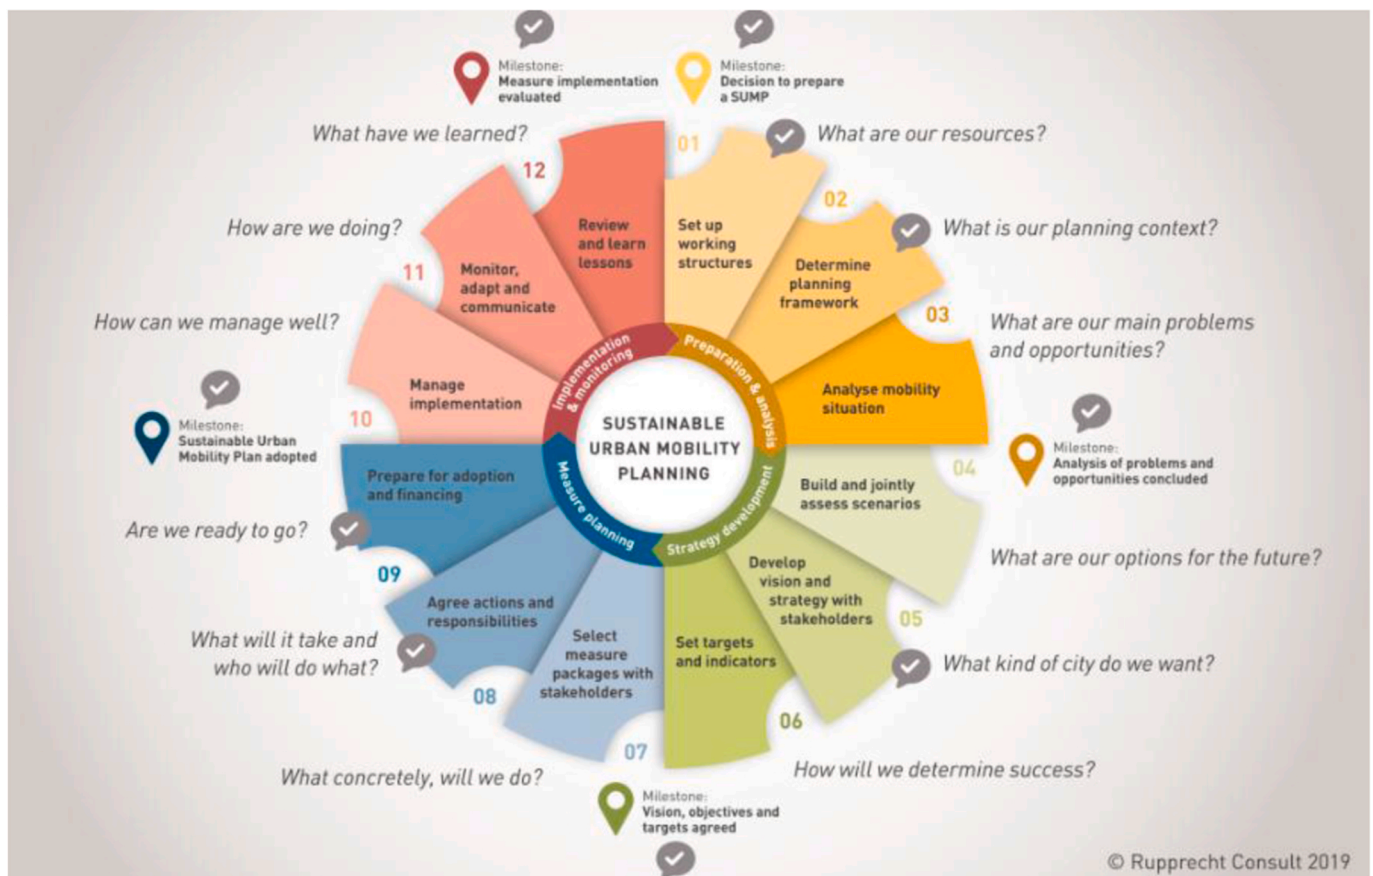 Milestone:
Measure implementation
evaluated
Milestone:
Decision to prepare
a SUMP
What have we learned?
What are our resources?
01
Set up
working
structures
02
What is our planning context?
Determine
planning
framework
03
What are our main problems
and opportunities?
Analyse mobility
situation
Milestone:
Analysis of problems and
opportunities concluded
04
Build and jointly
assess scenarios
What are our options for the future?
05
Develop
vision and
strategy with
stakeholders
What kind of city do we want?
06
Set targets
and indicators
How will we determine success?
Milestone:
Vision, objectives and
targets agreed
07
Select
measure
packages with
stakeholders
What concretely, will we do?
08
Agree actions and
responsibilities
What will it take and
who will do what?
09
Prepare for adoption
and financing
Are we ready to go?
Milestone:
Sustainable Urban
Mobility Plan adopted
10
Manage
implementation
How can we manage well?
11
Monitor,
adapt and
communicate
How are we doing?
12
Review
and learn
lessons
Preparation & analysis
Strategy development
Measure planning
Implementation
& monitoring
SUSTAINABLE
URBAN MOBILITY
PLANNING
© Rupprecht Consult 2019